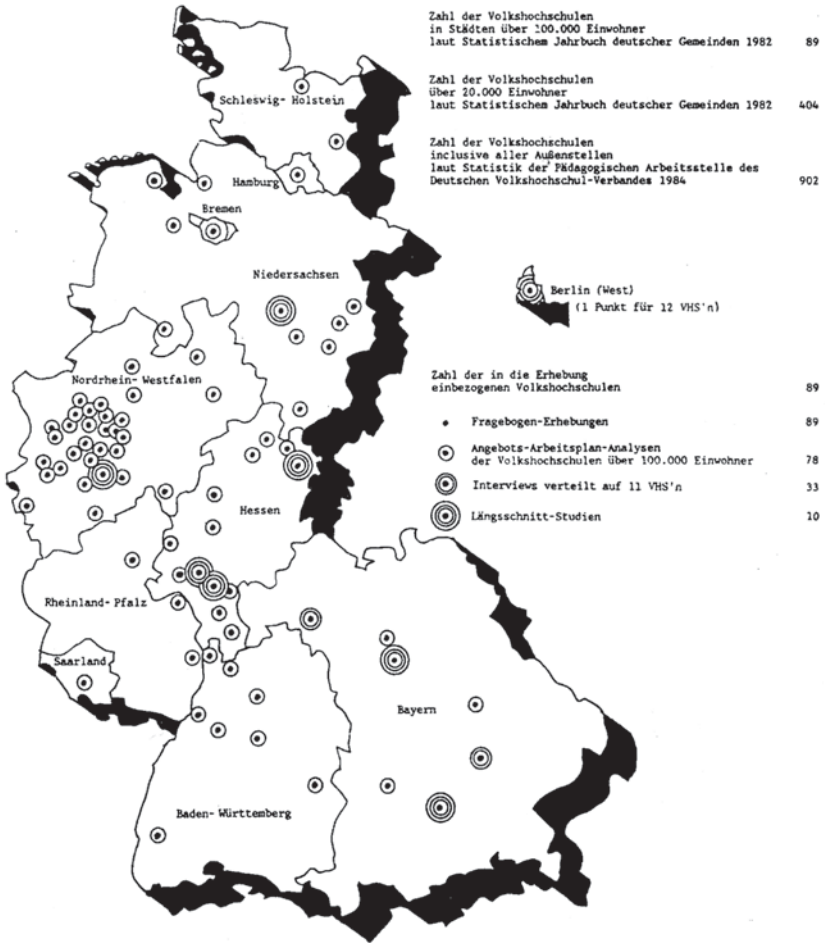 Zahl der Volkshochschulen
in Städten über 100.000 Einwohner
laut Statistischem Jahrbuch deutscher Gemeinden 1982 89
Zahl der Volkshochschulen
über 20.000 Einwohner
laut Statistischem Jahrbuch deutscher Gemeinden 1982 404
Zahl der Volkshochschulen
inclusive aller Außenstellen
laut Statistik der Pädagogischen Arbeitsstelle des
Deutschen Volkshochschul-Verbandes 1984 902
Schleswig-Holstein
Hamburg
Bremen
Niedersachsen
Berlin (West)
(1 Punkt für 12 VHS'n)
Nordrhein-Westfalen
Zahl der in die Erhebung
einbezogenen Volkshochschulen 89
Fragebogen-Erhebungen 89
Angebots-Arbeitsplan-Analysen
der Volkshochschulen über 100.000 Einwohner 78
Interviews verteilt auf 11 VHS'n 33
Längsschnitt-Studien 10
Hessen
Rheinland-Pfalz
Saarland
Bayern
Baden-Württemberg